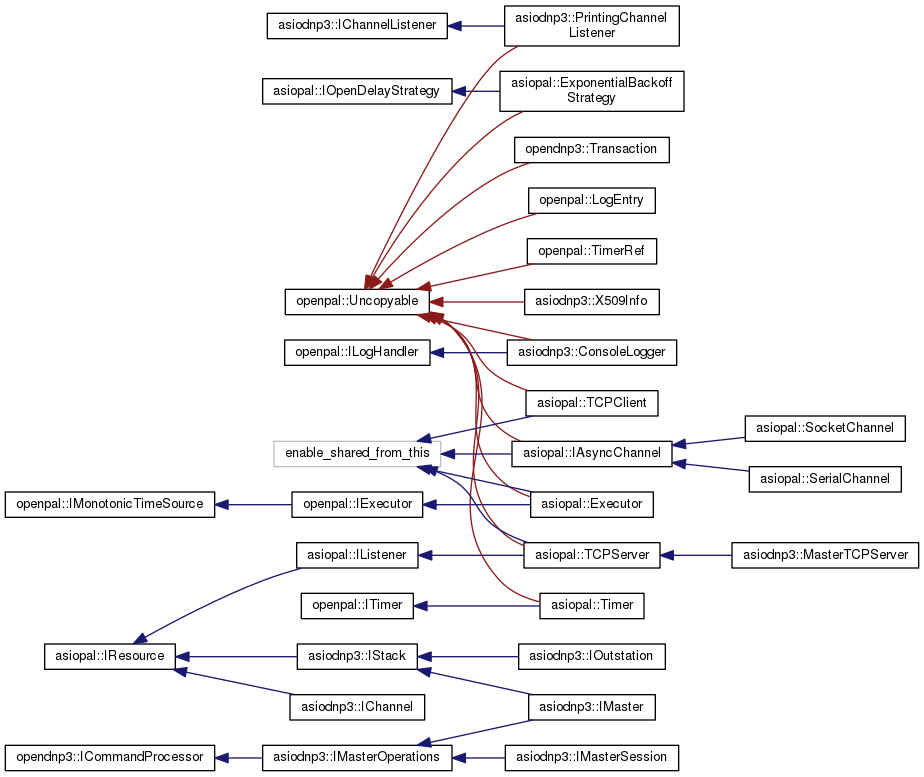 asiodnp3::IChannelListener
asiodnp3::PrintingChannel
Listener
asiopal::IOpenDelayStrategy
asiopal::ExponentialBackoff
Strategy
opendnp3::Transaction
openpal::LogEntry
openpal::TimerRef
openpal::Uncopyable
asiodnp3::X509Info
openpal::ILogHandler
asiodnp3::ConsoleLogger
asiopal::TCPClient
enable_shared_from_this
asiopal::IAsyncChannel
asiopal::SocketChannel
asiopal::SerialChannel
openpal::IMonotonicTimeSource
openpal::IExecutor
asiopal::Executor
asiopal::IListener
asiopal::TCPServer
asiodnp3::MasterTCPServer
openpal::ITimer
asiopal::Timer
asiopal::IResource
asiodnp3::IStack
asiodnp3::IOutstation
asiodnp3::IChannel
asiodnp3::IMaster
opendnp3::ICommandProcessor
asiodnp3::IMasterOperations
asiodnp3::IMasterSession